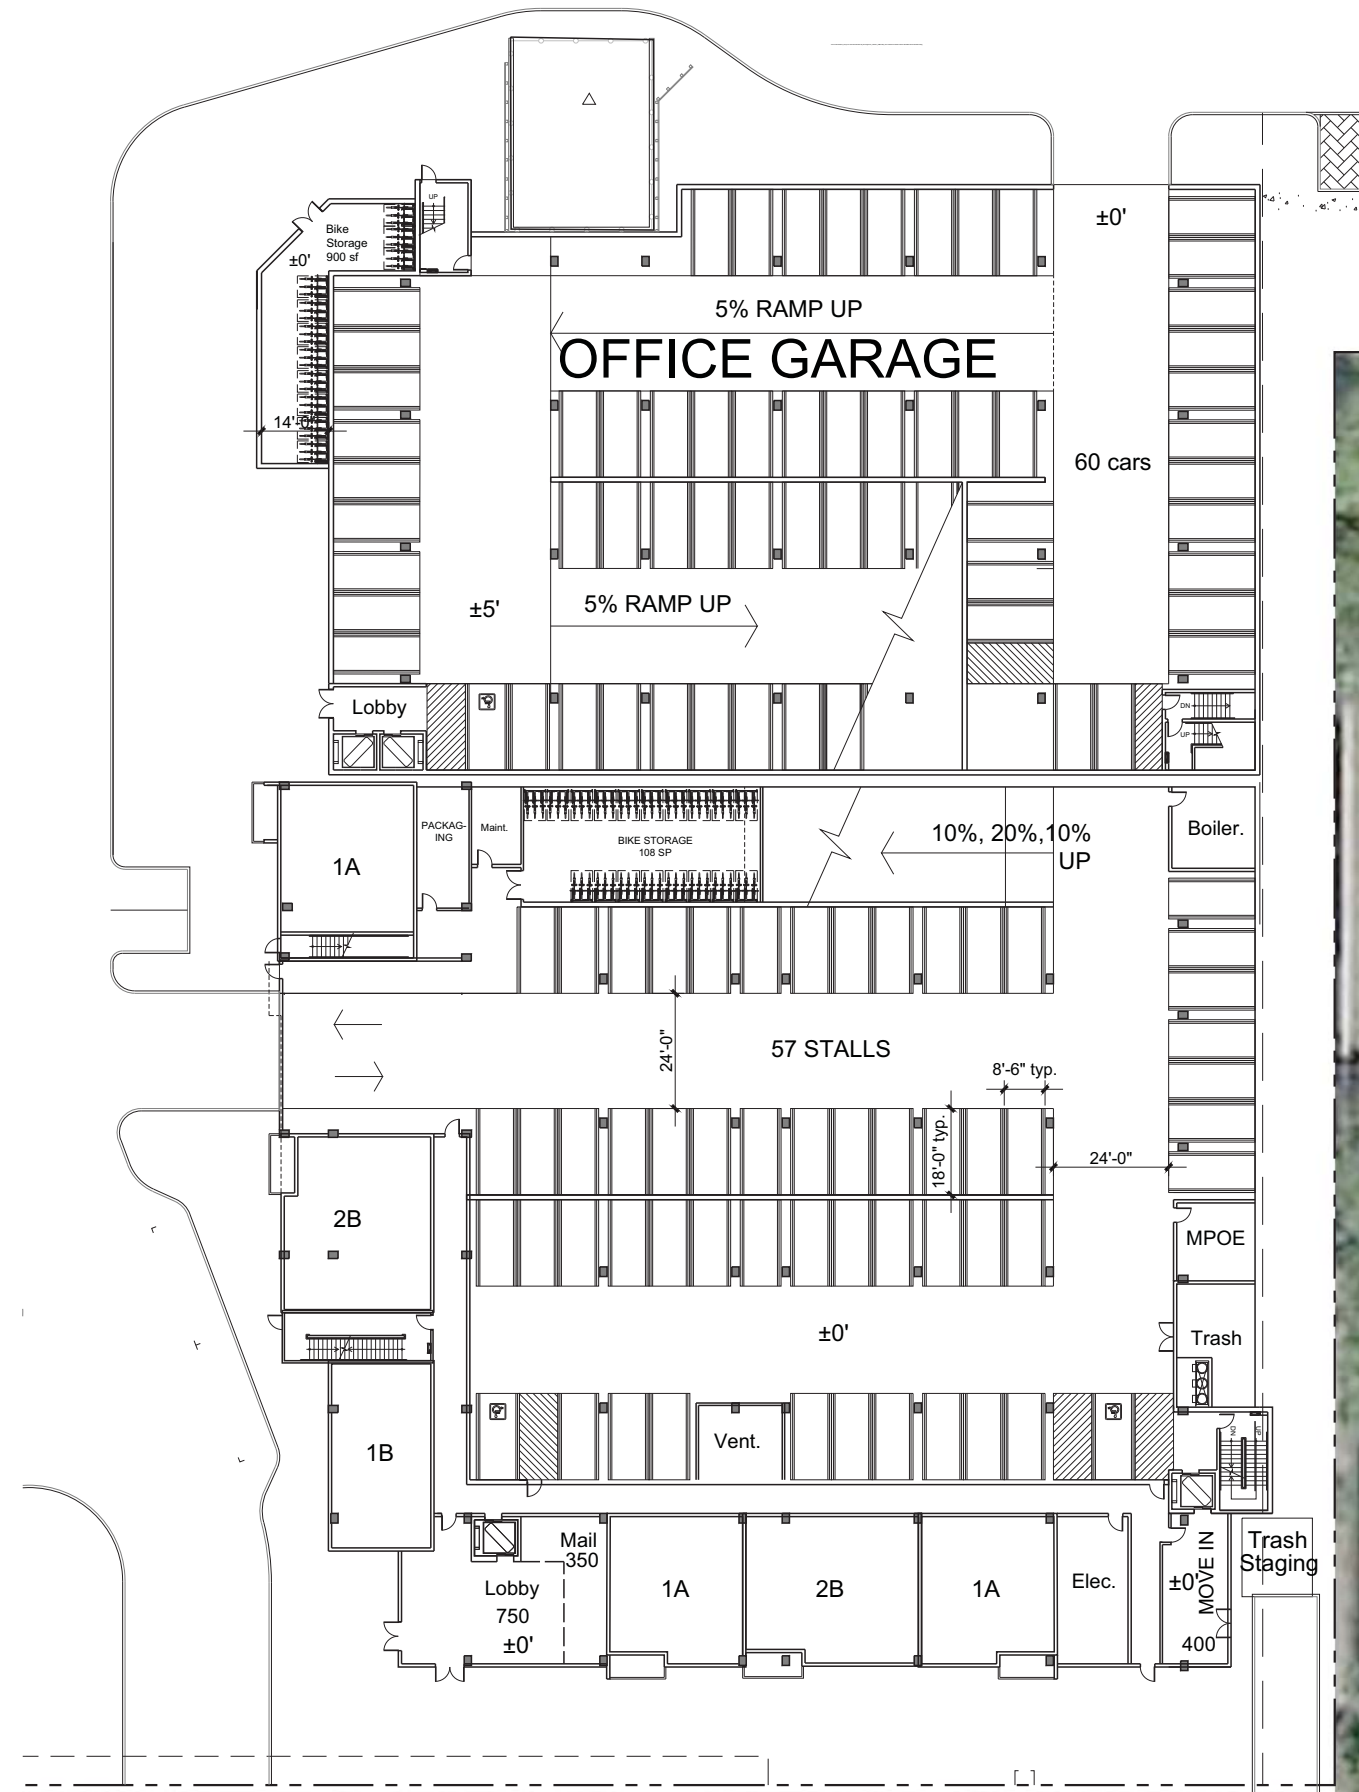 UP
±0'
Bike
Storage
900 sf
±0'
5% RAMP UP
OFFICE GARAGE
14'-0"
60 cars
±5'
5% RAMP UP
Lobby
DN
UP
PACKAG-
ING
Maint.
BIKE STORAGE
108 SP
10%, 20%,10%
UP
Boiler.
1A
24'-0"
57 STALLS
8'-6" typ.
18'-0" typ.
24'-0"
2B
MPOE
±0'
Trash
Vent.
UP
DN
1B
Mail
350
Lobby
750
±0'
1A
2B
1A
Elec.
±0'
MOVE IN
400
Trash
Staging